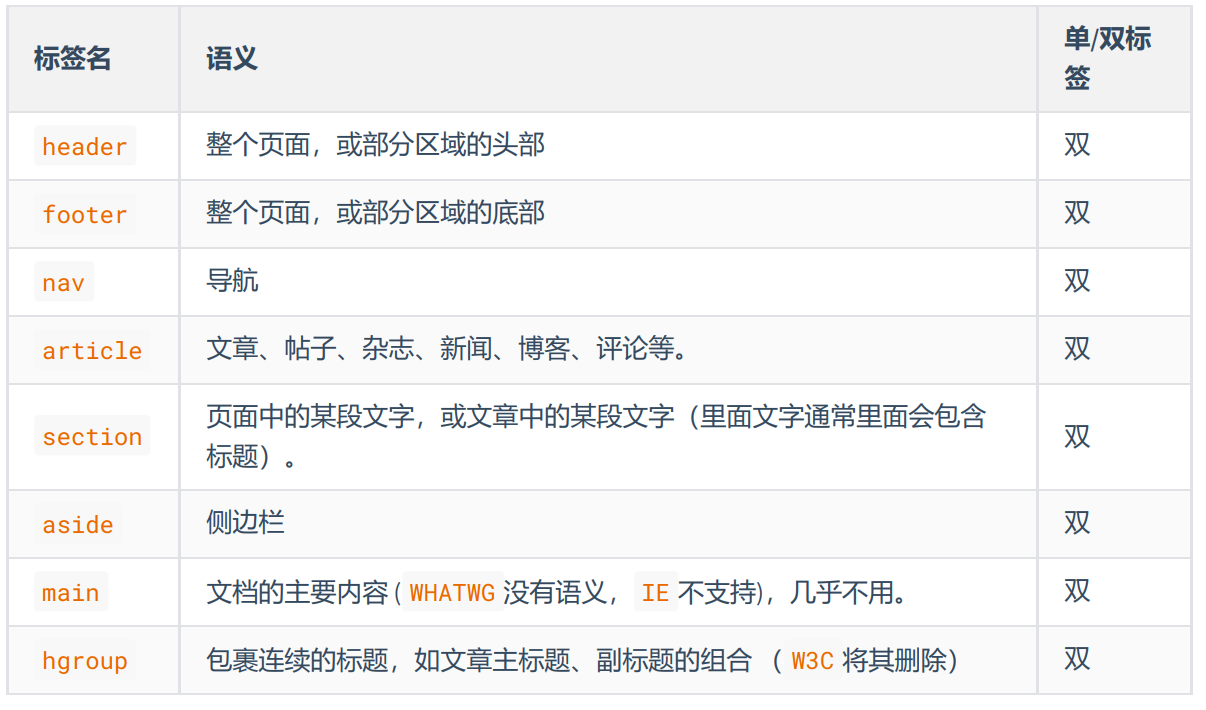 标签名 语义 单/双标
签
header 整个页面，或部分区域的头部 双
footer 整个页面，或部分区域的底部 双
nav 导航 双
article 文章、帖子、杂志、新闻、博客、评论等。 双
section 页面中的某段文字，或文章中的某段文字（里面文字通常里面会包含
标题）。 双
aside 侧边栏 双
main 文档的主要内容( WHATWG 没有语义， IE 不支持)，几乎不用。 双
hgroup 包裹连续的标题，如文章主标题、副标题的组合 （ W3C 将其删除） 双